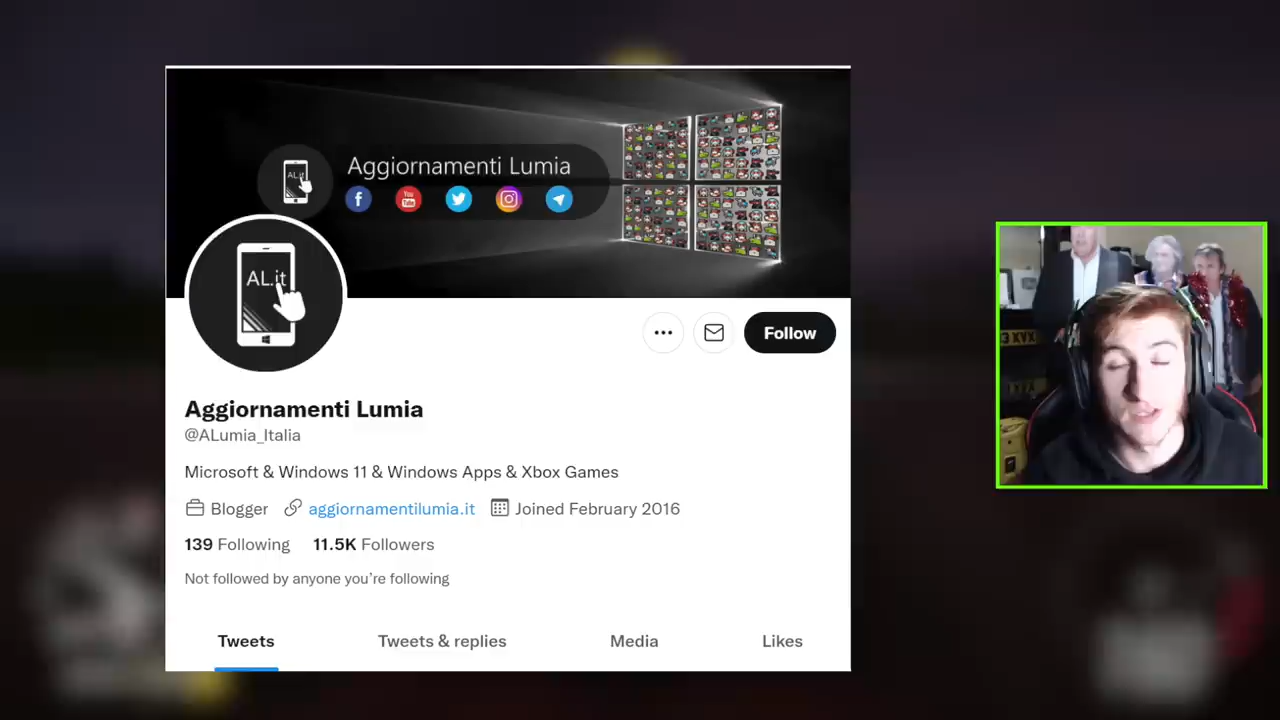 Aggiornamenti Lumia
AL.it
f
You
Tube
AL.it
Follow
Aggiornamenti Lumia
@ALumia_Italia
Microsoft & Windows 11 & Windows Apps & Xbox Games
Blogger aggiornamentilumia.it Joined February 2016
139 Following 11.5K Followers
Not followed by anyone you’re following
Tweets Tweets & replies Media Likes